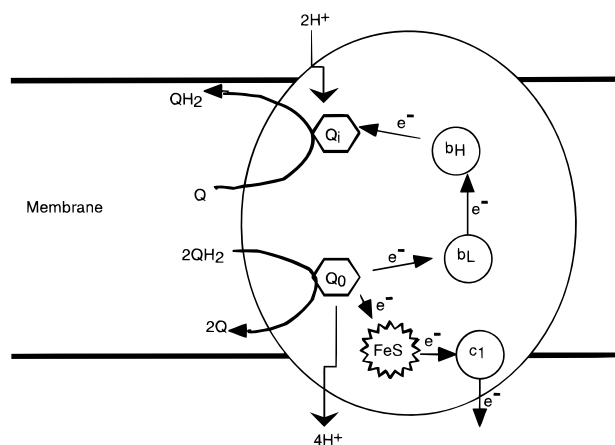 2H⁺
QH₂
Qᵢ
e⁻
bH
Q
Membrane
e⁻
2QH₂
e⁻
bL
Q₀
e⁻
2Q
FeS
e⁻
c₁
e⁻
4H⁺